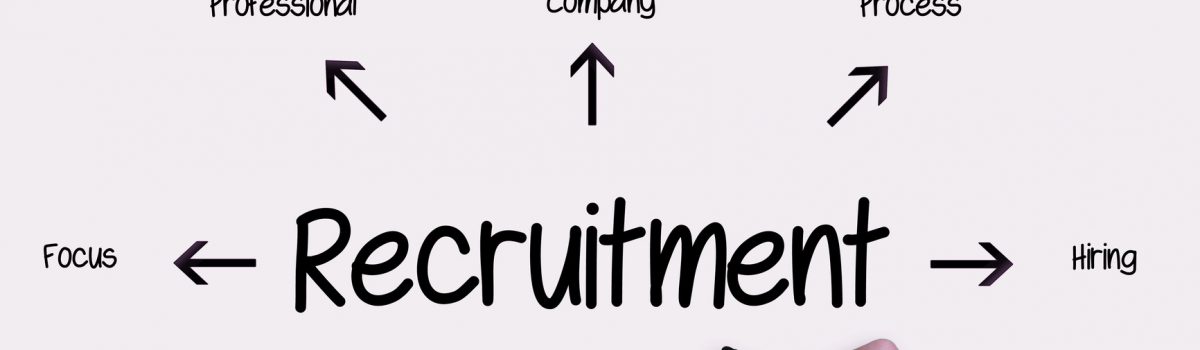 Professional Company Process
Focus Recruitment Hiring